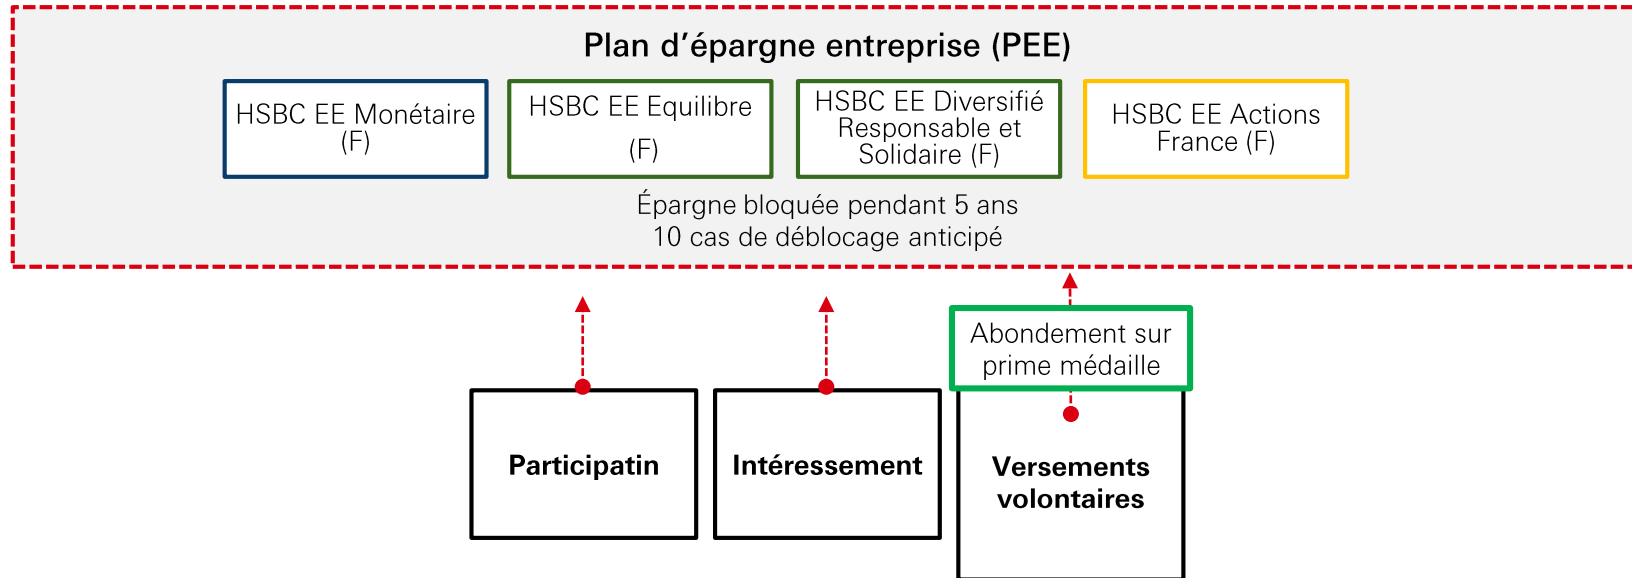 Plan d’épargne entreprise (PEE)
HSBC EE Monétaire
(F)
HSBC EE Equilibre
(F)
HSBC EE Diversifié
Responsable et
Solidaire (F)
HSBC EE Actions
France (F)
Épargne bloquée pendant 5 ans
10 cas de déblocage anticipé
Abondement sur
prime médaille
Participatin
Intéressement
Versements
volontaires